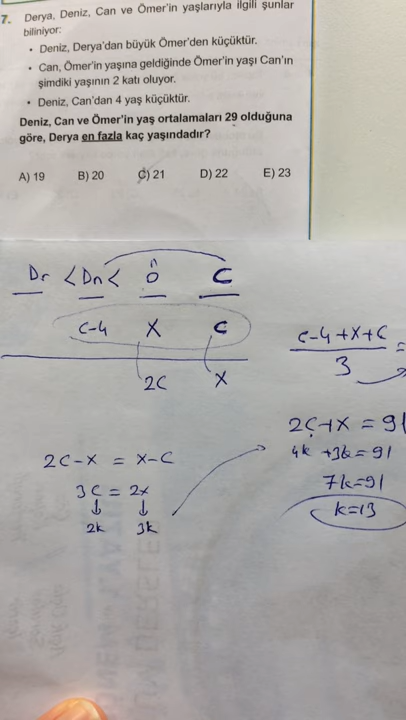 7. Derya, Deniz, Can ve Ömer'in yaşlarıyla ilgili şunlar
biliniyor:
• Deniz, Derya'dan büyük Ömer'den küçüktür.
• Can, Ömer'in yaşına geldiğinde Ömer'in yaşı Can'ın
şimdiki yaşının 2 katı oluyor.
• Deniz, Can'dan 4 yaş küçüktür.
Deniz, Can ve Ömer'in yaş ortalamaları 29 olduğuna
göre, Derya en fazla kaç yaşındadır?
A) 19 B) 20 C) 21 D) 22 E) 23
Dr < Dn < Ö C
C-4 X C
2C X
C-4+X+C
3 =
2C+X = 91
4k +3k = 91
7k=91
k=13
2C-X = X-C
3C = 2X
↓ ↓
2k 3k